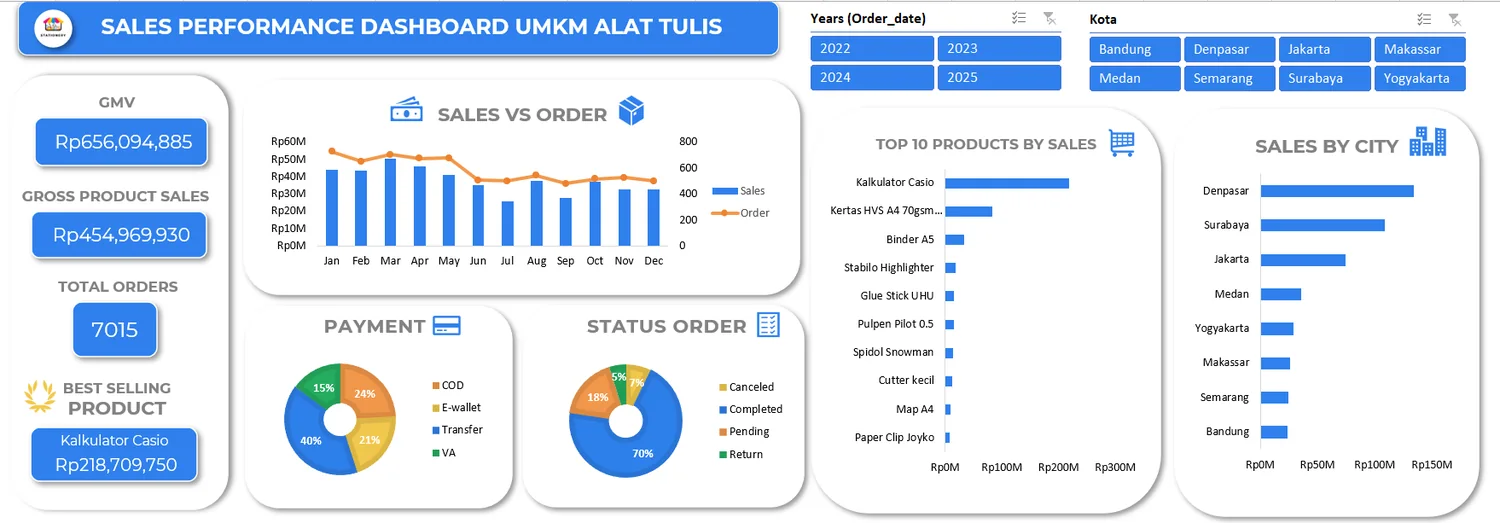 STATIONERY
SALES PERFORMANCE DASHBOARD UMKM ALAT TULIS
Years (Order_date)
2022
2023
2024
2025
Kota
Bandung
Denpasar
Jakarta
Makassar
Medan
Semarang
Surabaya
Yogyakarta
GMV
Rp656,094,885
GROSS PRODUCT SALES
Rp454,969,930
TOTAL ORDERS
7015
BEST SELLING
PRODUCT
Kalkulator Casio
Rp218,709,750
SALES VS ORDER
Rp60M
Rp50M
Rp40M
Rp30M
Rp20M
Rp10M
Rp0M
800
600
400
200
0
Jan Feb Mar Apr May Jun Jul Aug Sep Oct Nov Dec
Sales
Order
PAYMENT
15%
24%
40%
21%
COD
E-wallet
Transfer
VA
STATUS ORDER
5%
7%
18%
70%
Canceled
Completed
Pending
Return
TOP 10 PRODUCTS BY SALES
Kalkulator Casio
Kertas HVS A4 70gsm...
Binder A5
Stabilo Highlighter
Glue Stick UHU
Pulpen Pilot 0.5
Spidol Snowman
Cutter kecil
Map A4
Paper Clip Joyko
Rp0M Rp100M Rp200M Rp300M
SALES BY CITY
Denpasar
Surabaya
Jakarta
Medan
Yogyakarta
Makassar
Semarang
Bandung
Rp0M Rp50M Rp100M Rp150M